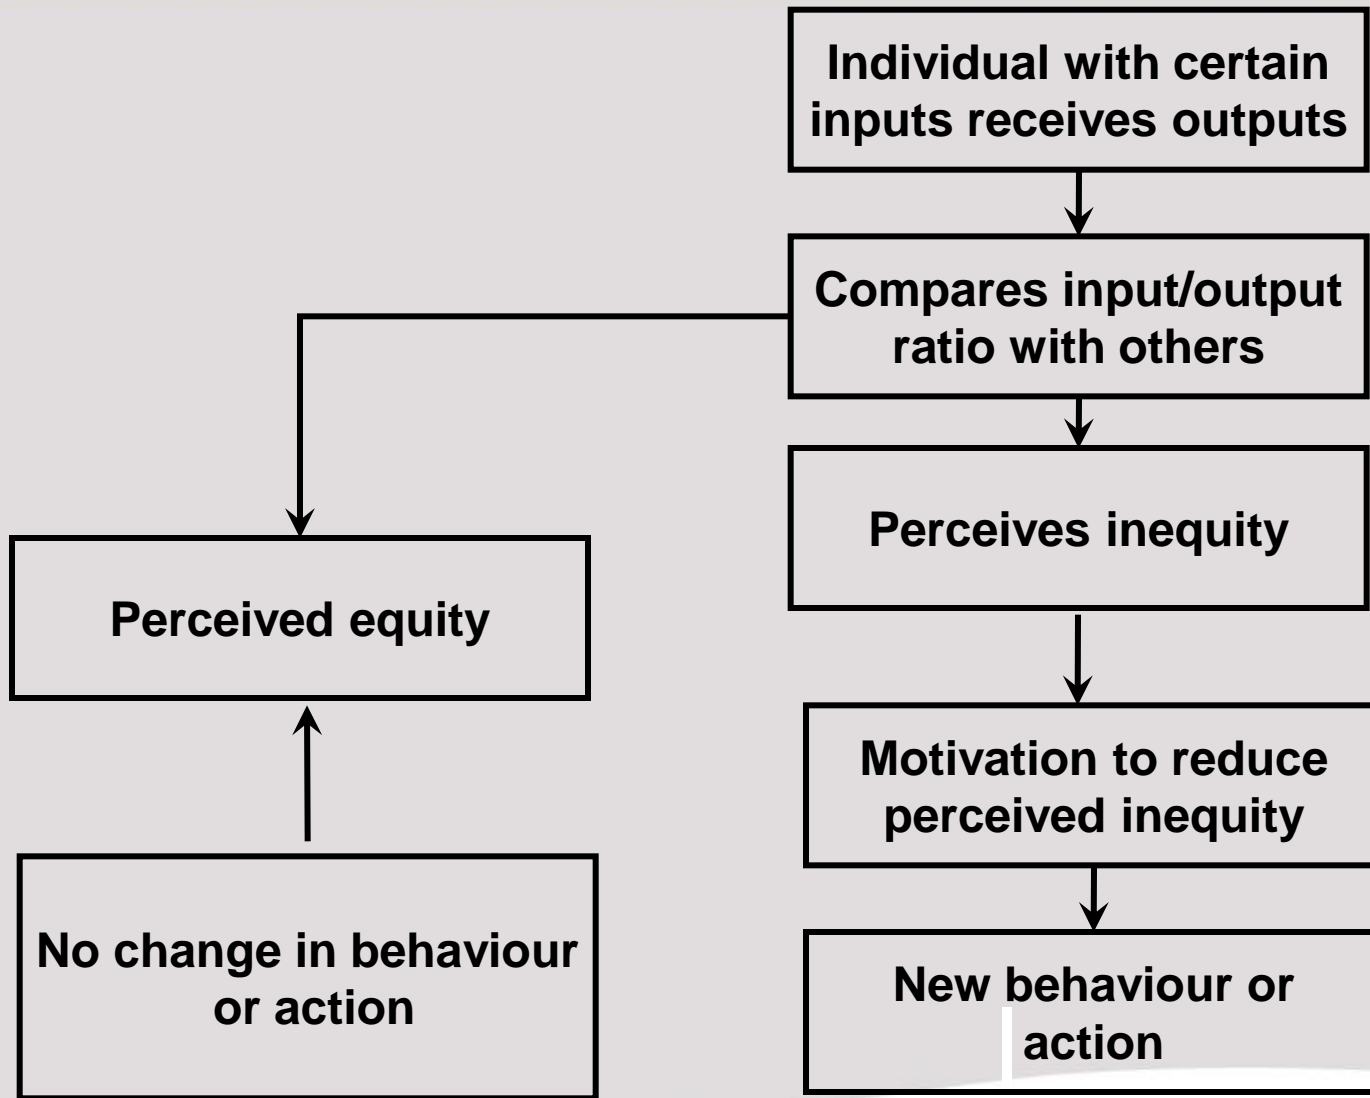 Individual with certain
inputs receives outputs
Compares input/output
ratio with others
Perceives inequity
Perceived equity
Motivation to reduce
perceived inequity
No change in behaviour
or action
New behaviour or
action